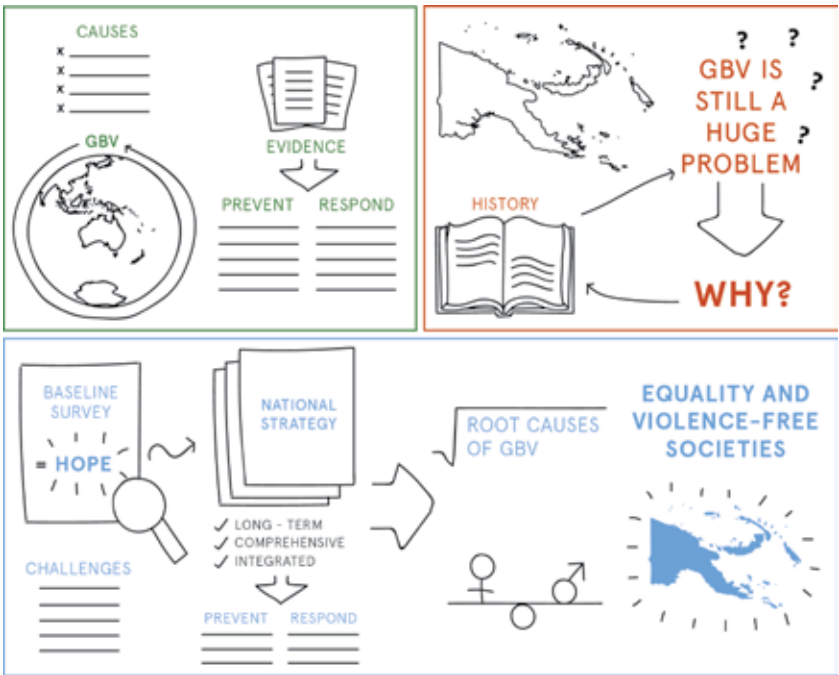 CAUSES
x
x
x
x
GBV
EVIDENCE
PREVENT RESPOND
? ? ? ?
GBV IS
STILL A
HUGE
PROBLEM
HISTORY
WHY?
BASELINE
SURVEY
= HOPE
CHALLENGES
NATIONAL
STRATEGY
✓ LONG - TERM
✓ COMPREHENSIVE
✓ INTEGRATED
PREVENT RESPOND
ROOT CAUSES
OF GBV
EQUALITY AND
VIOLENCE-FREE
SOCIETIES